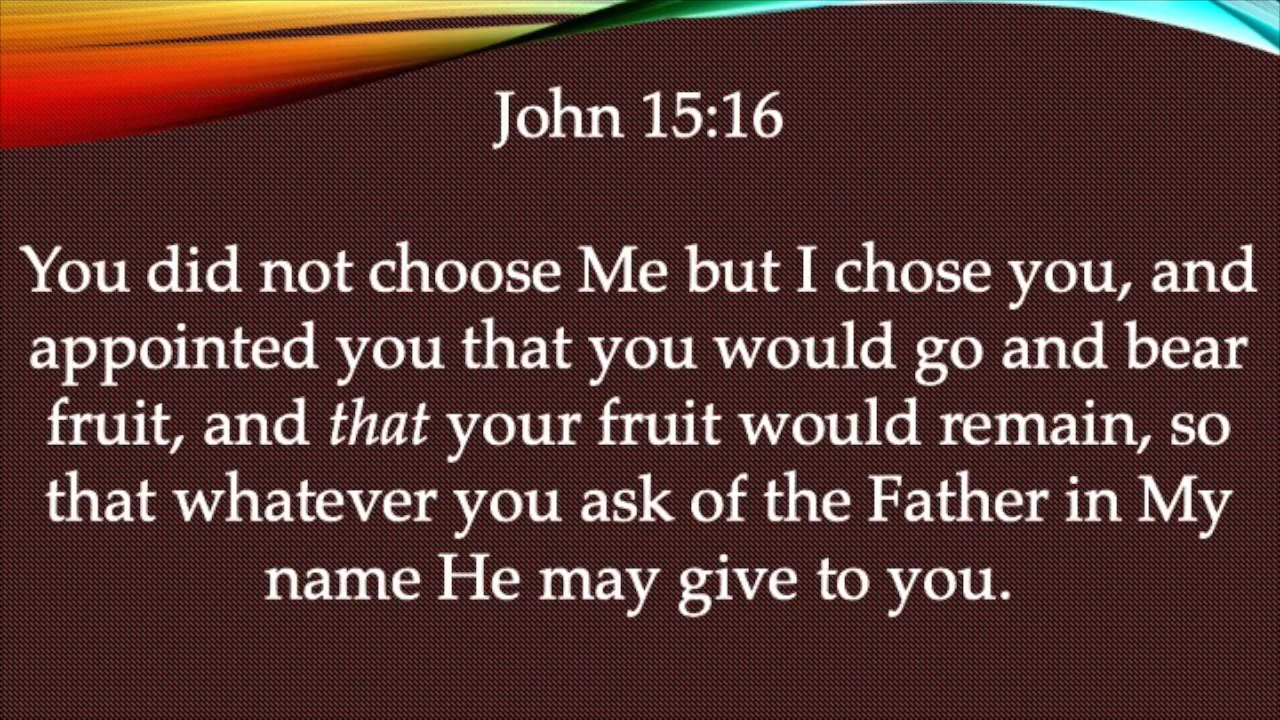 John 15:16
You did not choose Me but I chose you, and
appointed you that you would go and bear
fruit, and that your fruit would remain, so
that whatever you ask of the Father in My
name He may give to you.